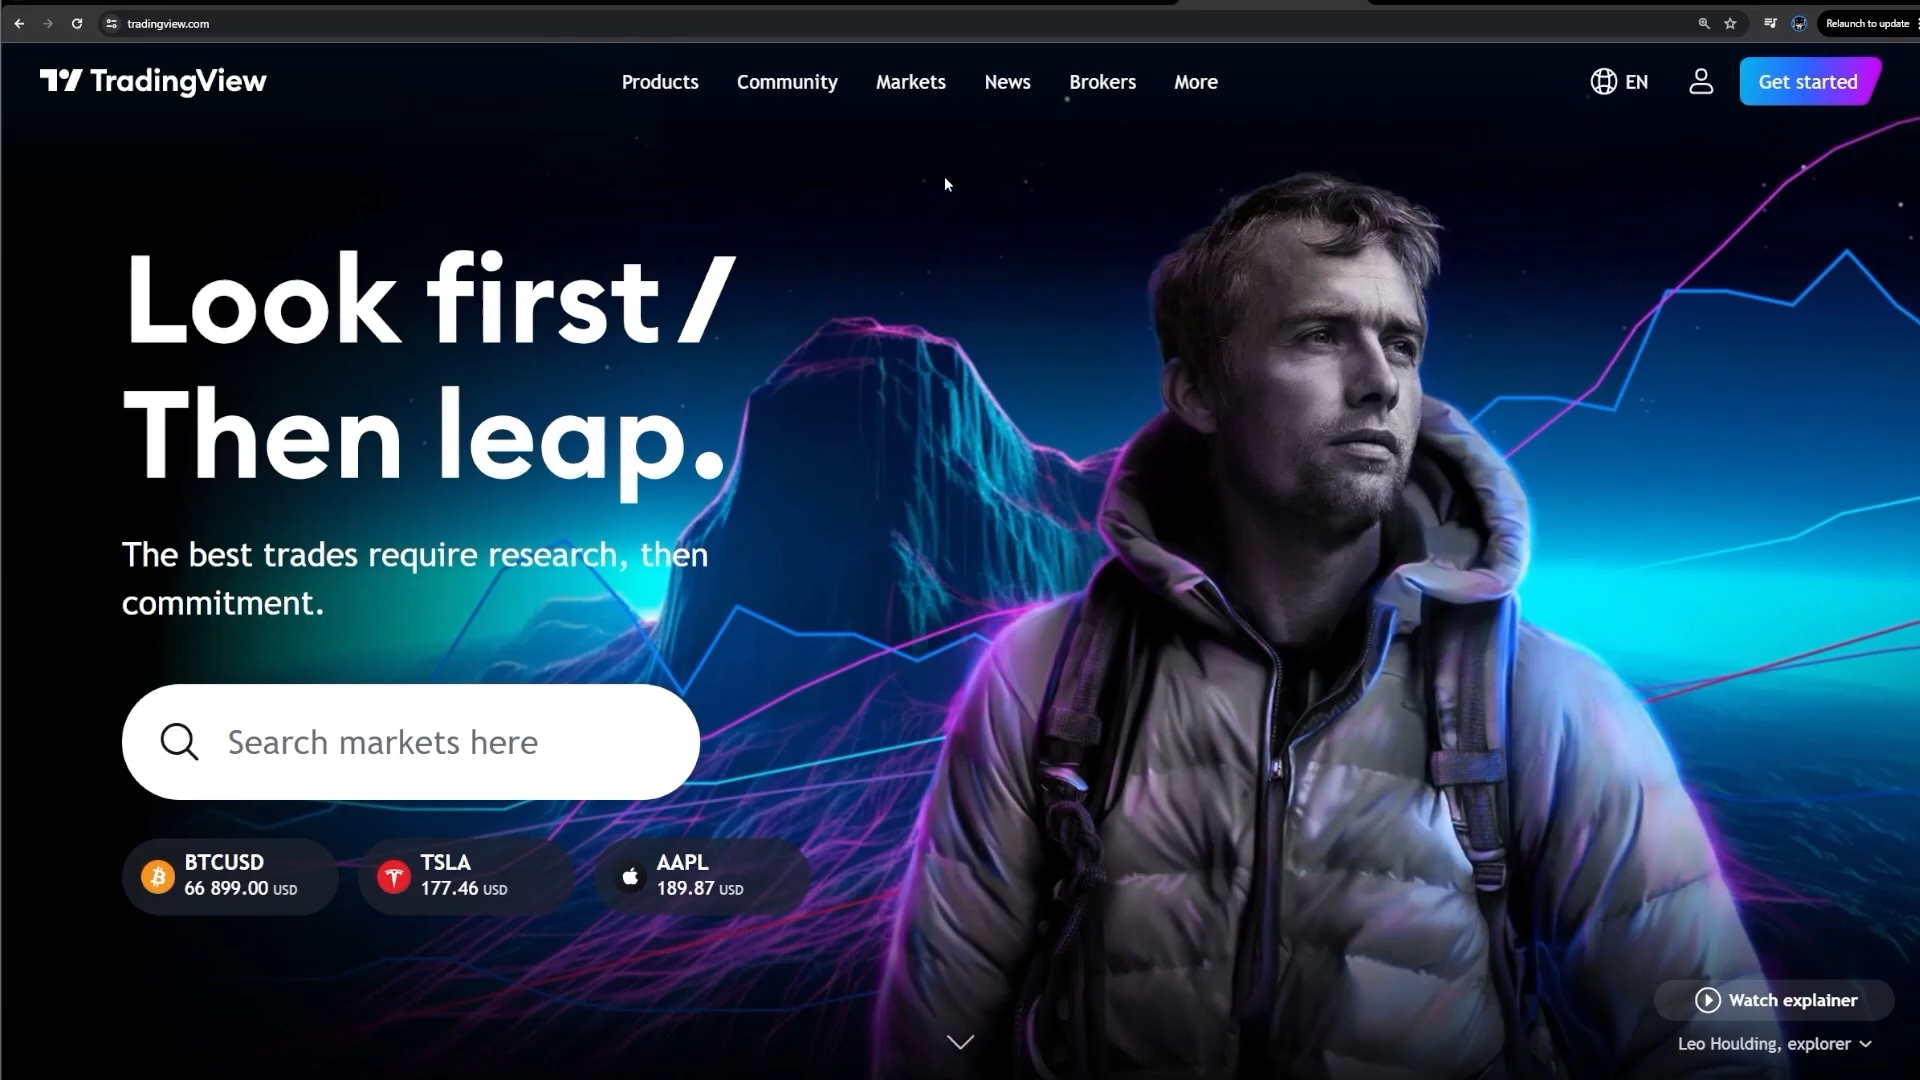 tradingview.com
Relaunch to update
TradingView
Products
Community
Markets
News
Brokers
More
EN
Get started
Look first /
Then leap.
The best trades require research, then
commitment.
Search markets here
BTCUSD
66 899.00 USD
TSLA
177.46 USD
AAPL
189.87 USD
Watch explainer
Leo Houlding, explorer